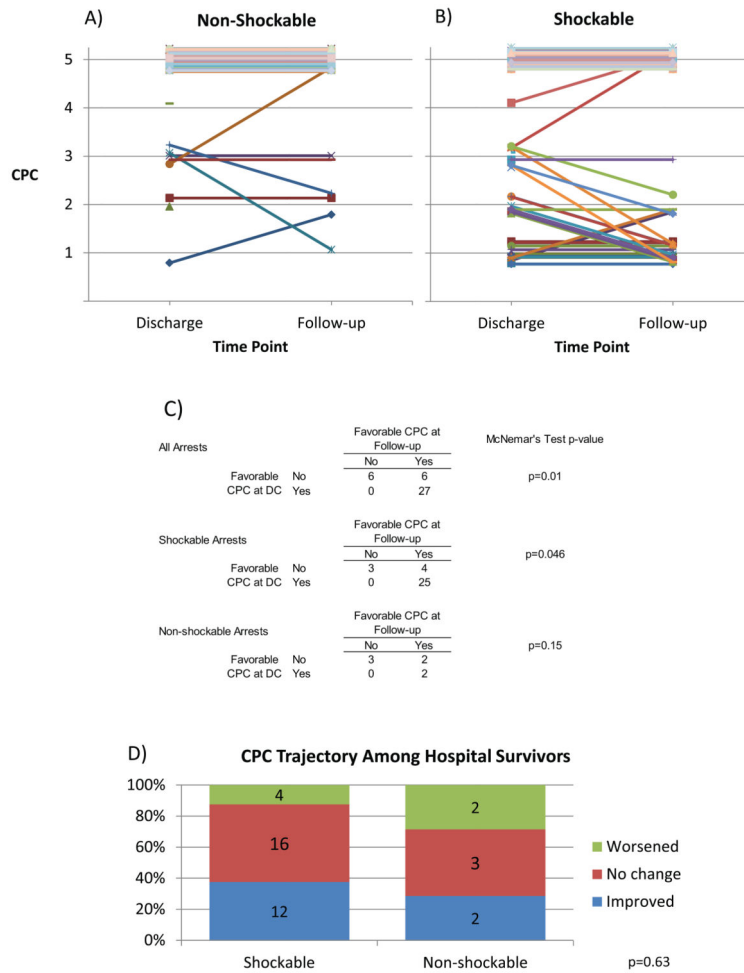 A)
Non-Shockable
B)
Shockable
5
4
3
2
1
CPC
Discharge
Follow-up
Time Point
5
4
3
2
1
Discharge
Follow-up
Time Point
C)
All Arrests
Favorable CPC at
Follow-up
McNemar's Test p-value
No Yes
Favorable No 6 6
CPC at DC Yes 0 27
p=0.01
Shockable Arrests
Favorable CPC at
Follow-up
No Yes
Favorable No 3 4
CPC at DC Yes 0 25
p=0.046
Non-shockable Arrests
Favorable CPC at
Follow-up
No Yes
Favorable No 3 2
CPC at DC Yes 0 2
p=0.15
D)
CPC Trajectory Among Hospital Survivors
100%
80%
60%
40%
20%
0%
4
16
12
2
3
2
Shockable
Non-shockable
Worsened
No change
Improved
p=0.63